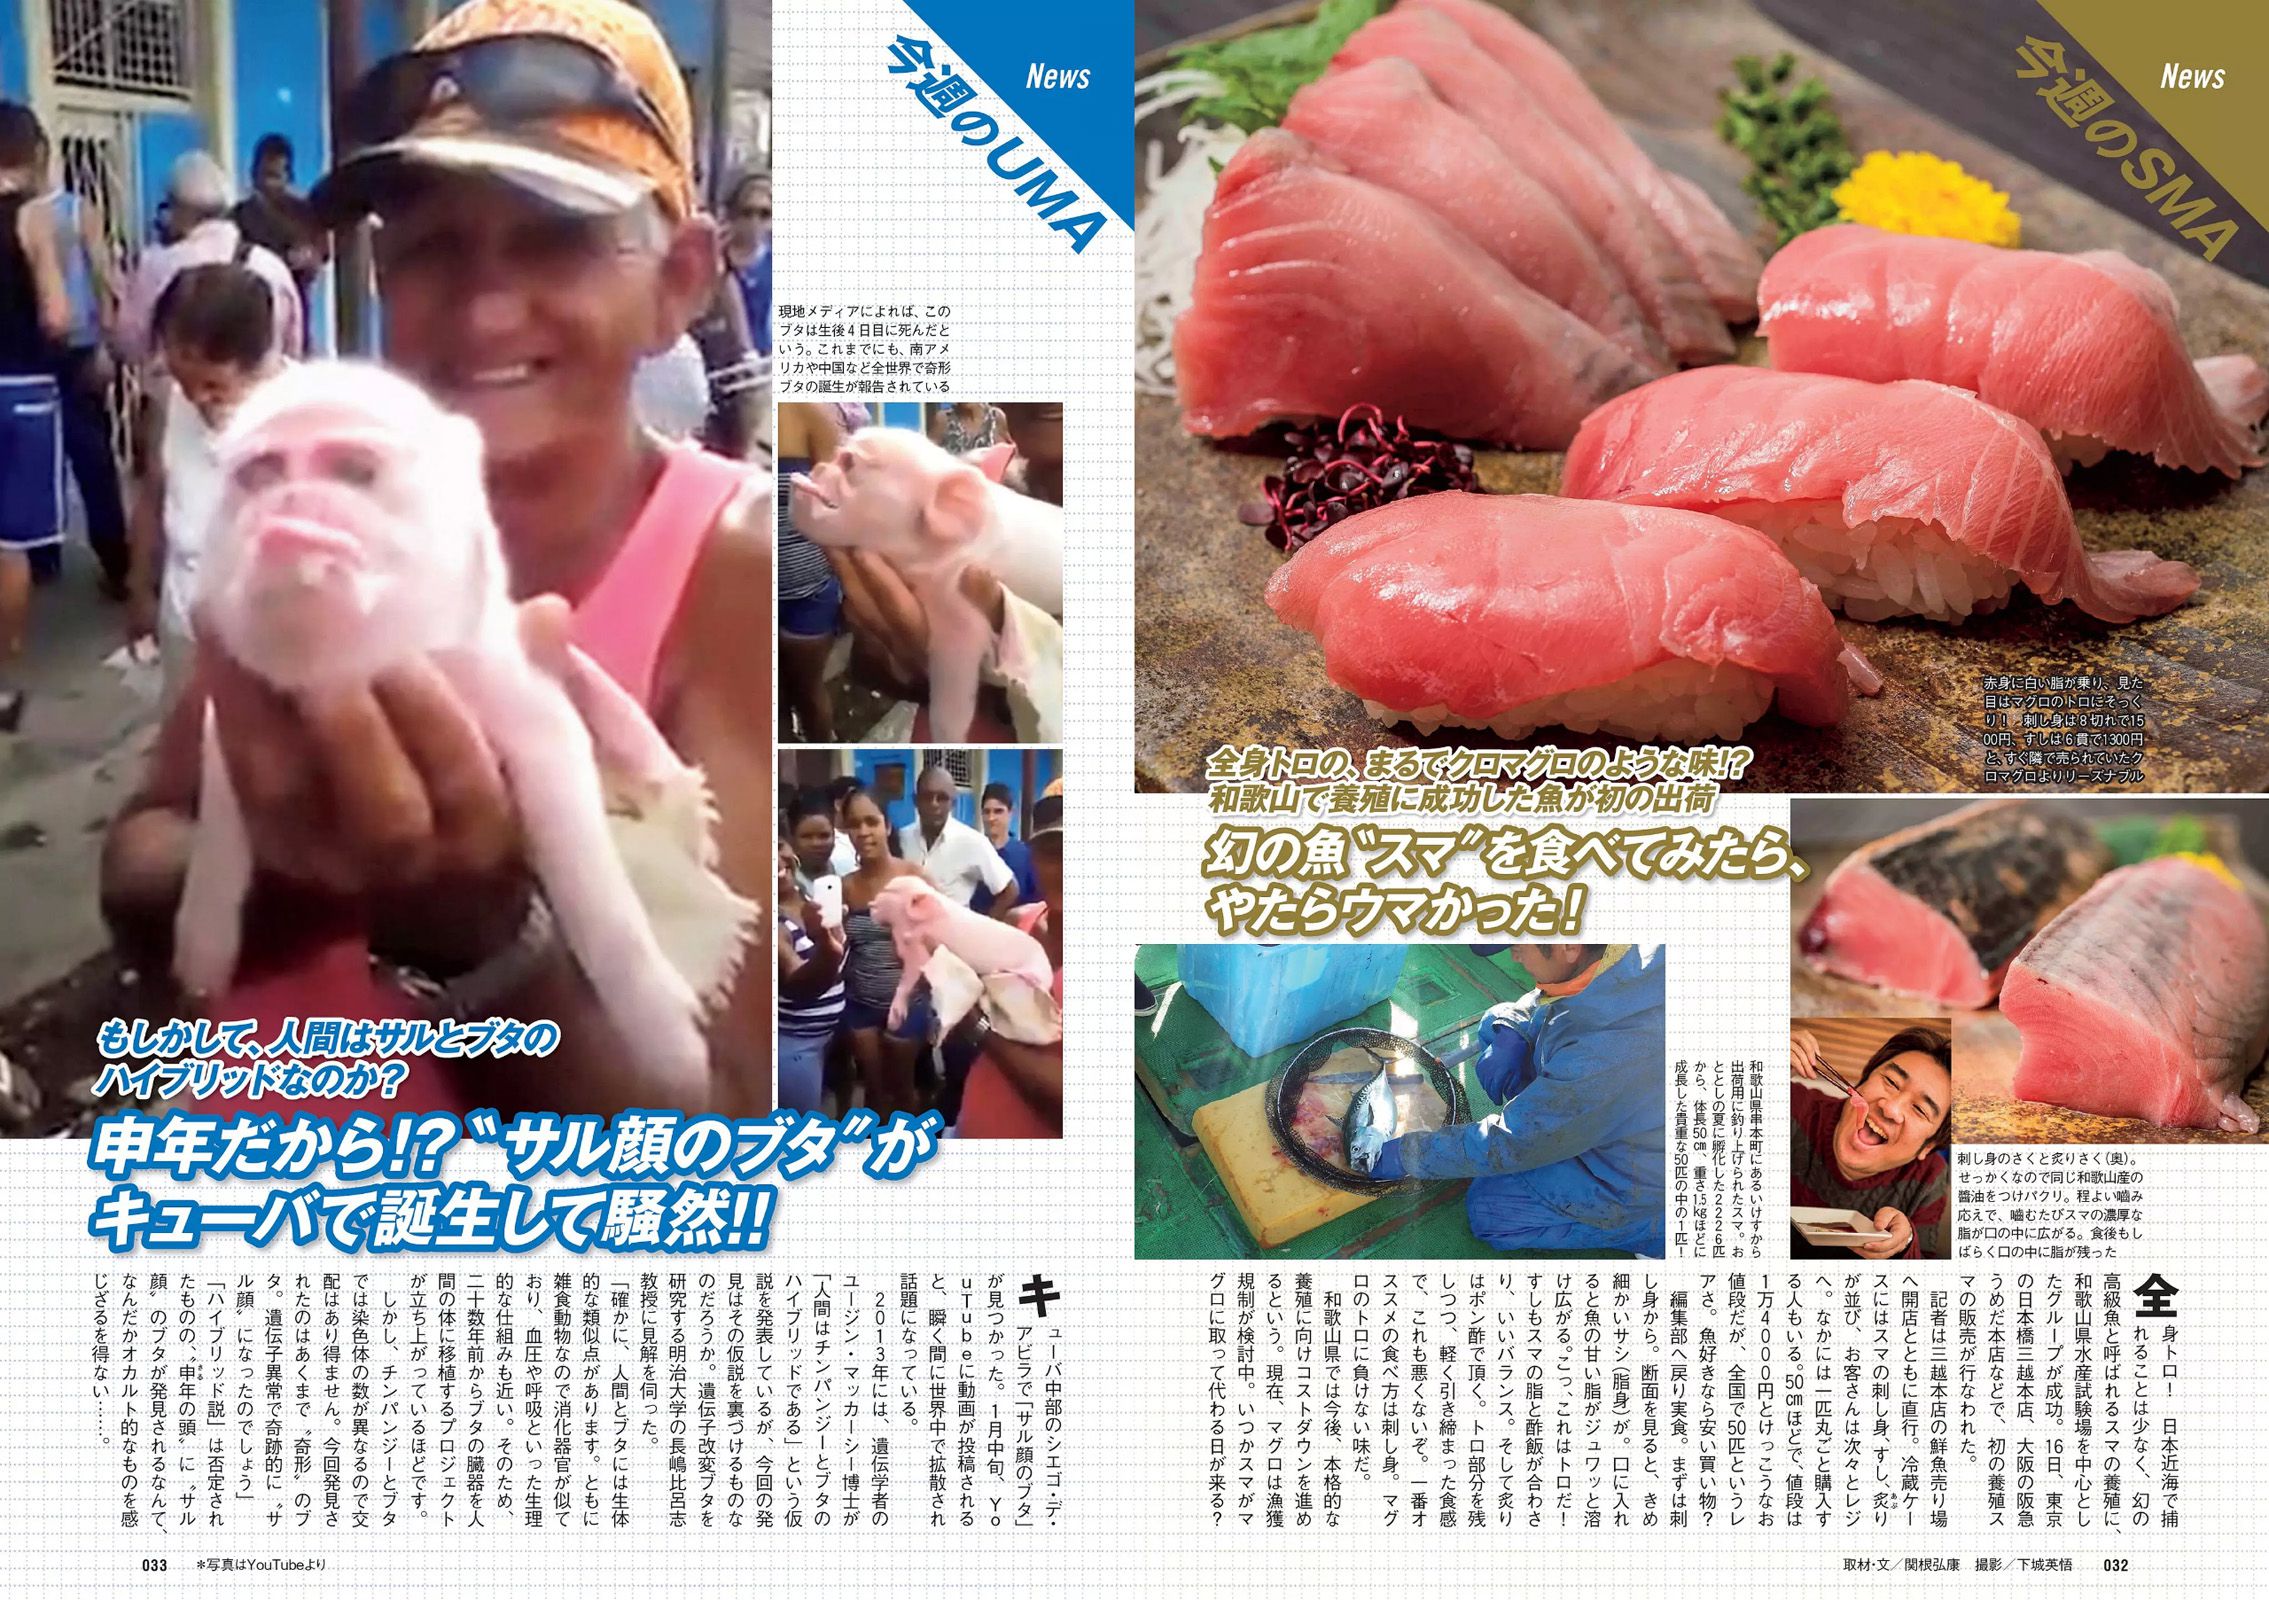 News
今週のSMA
赤身に白い脂が乗り、見た
目はマグロのトロにそっく
り! 刺し身は8切れで15
00円、すしは6貫で1300円
と、すぐ隣で売られていたク
ロマグロよりリーズナブル
全身トロの、まるでクロマグロのような味!?
和歌山で養殖に成功した魚が初の出荷
幻の魚〝スマ〟を食べてみたら、
やたらウマかった!
和歌山県串本町にあるいけすから
出荷用に釣り上げられたスマ。お
ととしの夏に孵化した2226匹
から、体長50㎝、重さ1.5㎏ほどに
成長した貴重な50匹の中の1匹!
刺し身のさくと炙りさく(奥)。
せっかくなので同じ和歌山産の
醤油をつけパクリ。程よい嚙み
応えで、嚙むたびスマの濃厚な
脂が口の中に広がる。食後もし
ばらく口の中に脂が残った
全身トロ! 日本近海で捕
れることは少なく、幻の
高級魚と呼ばれるスマの養殖に、
和歌山県水産試験場を中心とし
たグループが成功。16日、東京
の日本橋三越本店、大阪の阪急
うめだ本店などで、初の養殖ス
マの販売が行なわれた。
記者は三越本店の鮮魚売り場
へ開店とともに直行。冷蔵ケー
スにはスマの刺し身、すし、炙り
が並び、お客さんは次々とレジ
へ。なかには一匹丸ごと購入す
る人もいる。50㎝ほどで、値段は
1万4000円とけっこうなお
値段だが、全国で50匹というレ
アさ。魚好きなら安い買い物?
編集部へ戻り実食。まずは刺
し身から。断面を見ると、きめ
細かいサシ(脂身)が。口に入れ
ると魚の甘い脂がジュワッと溶
け広がる。こっ、これはトロだ!
すしもスマの脂と酢飯が合わさ
り、いいバランス。そして炙り
はポン酢で頂く。トロ部分を残
しつつ、軽く引き締まった食感
で、これも悪くないぞ。一番オ
ススメの食べ方は刺し身。マグ
ロのトロに負けない味だ。
和歌山県では今後、本格的な
養殖に向けコストダウンを進め
るという。現在、マグロは漁獲
規制が検討中。いつかスマがマ
グロに取って代わる日が来る?
取材・文/関根弘康 撮影/下城英悟
032
News
今週のUMA
現地メディアによれば、この
ブタは生後4日目に死んだと
いう。これまでにも、南アメ
リカや中国など全世界で奇形
ブタの誕生が報告されている
もしかして、人間はサルとブタの
ハイブリッドなのか?
申年だから!?〝サル顔のブタ〟が
キューバで誕生して騒然!!
キューバ中部のシエゴ・デ・
アビラで「サル顔のブタ」
が見つかった。1月中旬、Yo
uTubeに動画が投稿される
と、瞬く間に世界中で拡散され
話題になっている。
2013年には、遺伝学者の
ユージン・マッカーシー博士が
「人間はチンパンジーとブタの
ハイブリッドである」という仮
説を発表しているが、今回の発
見はその仮説を裏づけるものな
のだろうか。遺伝子改変ブタを
研究する明治大学の長嶋比呂志
教授に見解を伺った。
「確かに、人間とブタには生体
的な類似点があります。ともに
雑食動物なので消化器官が似て
おり、血圧や呼吸といった生理
的な仕組みも近い。そのため、
二十数年前からブタの臓器を人
間の体に移植するプロジェクト
が立ち上がっているほどです。
しかし、チンパンジーとブタ
では染色体の数が異なるので交
配はあり得ません。今回発見さ
れたのはあくまで〝奇形〟のブ
タ。遺伝子異常で奇跡的に〝サ
ル顔〟になったのでしょう」
「ハイブリッド説」は否定され
たものの、〝申年の頭〟に〝サル
顔〟のブタが発見されるなんて、
なんだかオカルト的なものを感
じざるを得ない……。
033
＊写真はYouTubeより